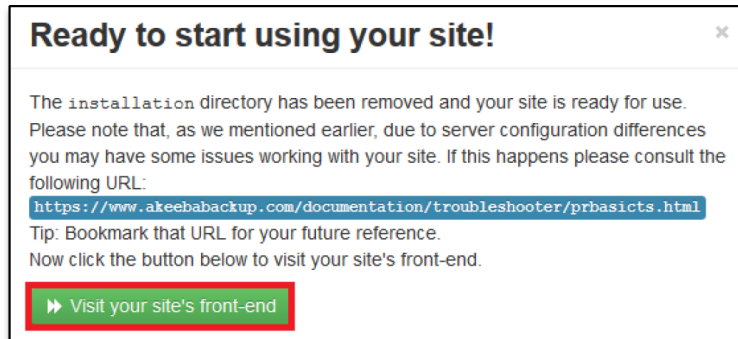 Ready to start using your site!
×
The installation directory has been removed and your site is ready for use.
Please note that, as we mentioned earlier, due to server configuration differences
you may have some issues working with your site. If this happens please consult the
following URL:
https://www.akeebabackup.com/documentation/troubleshooter/prbasicts.html
Tip: Bookmark that URL for your future reference.
Now click the button below to visit your site's front-end.
Visit your site's front-end